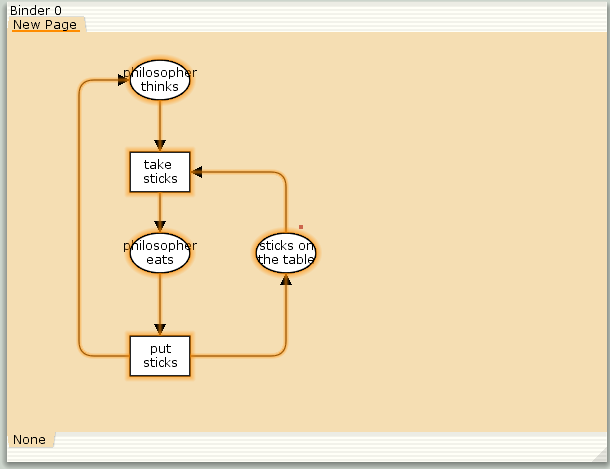 Binder 0
New Page
philosopher
thinks
take
sticks
philosopher
eats
sticks on
the table
put
sticks
None